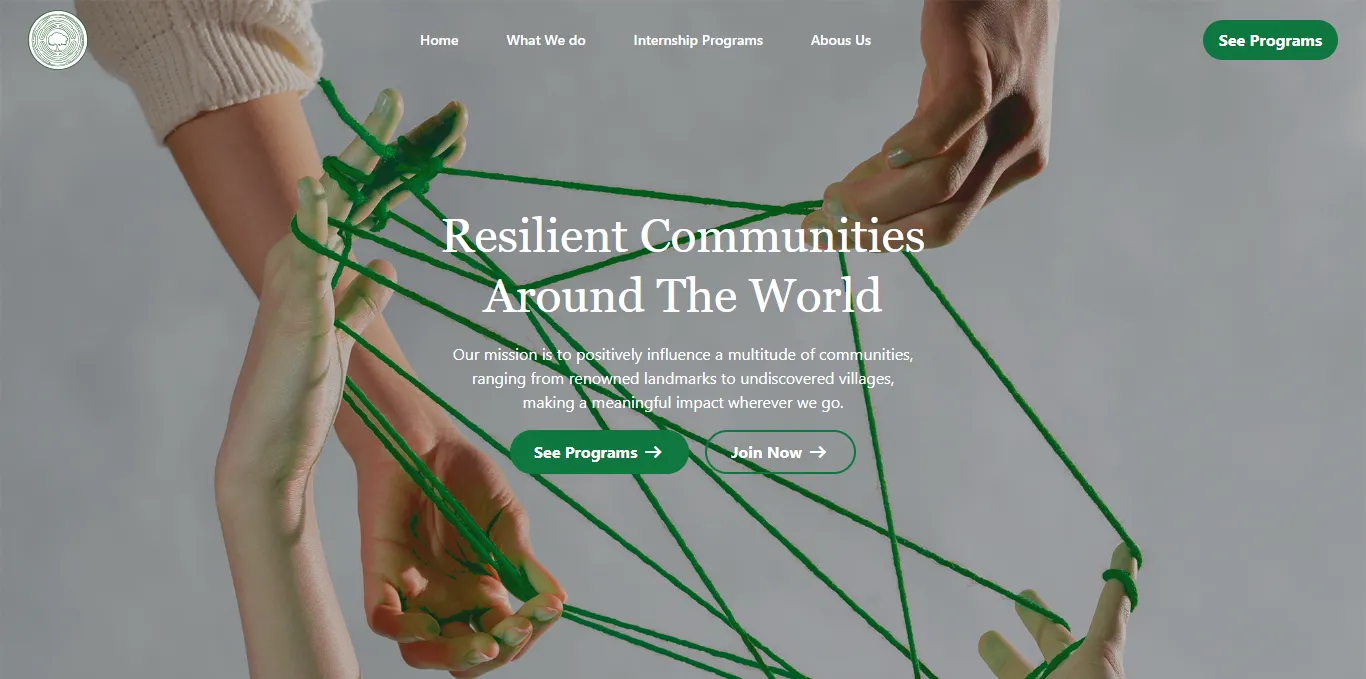 Home
What We do
Internship Programs
Abous Us
See Programs
Resilient Communities
Around The World
Our mission is to positively influence a multitude of communities,
ranging from renowned landmarks to undiscovered villages,
making a meaningful impact wherever we go.
See Programs
Join Now